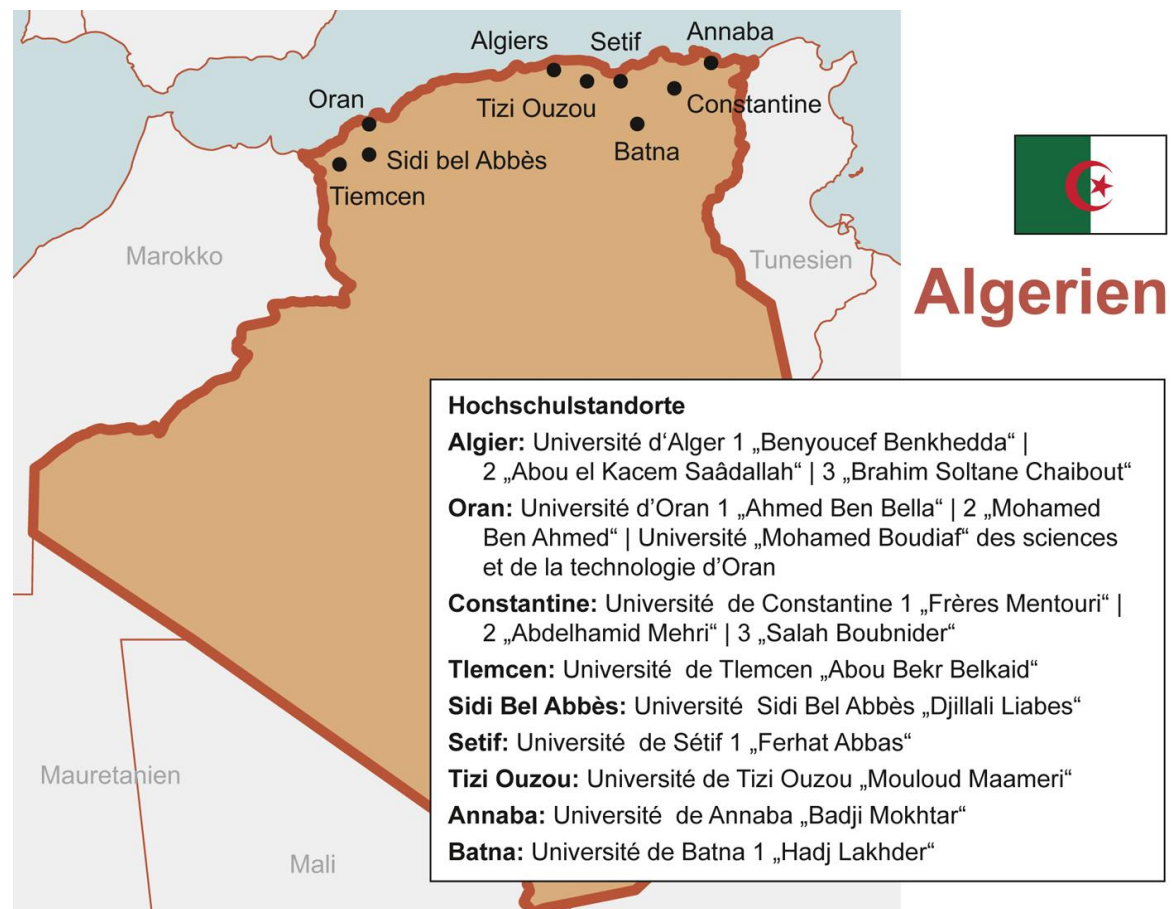 Algiers
Setif
Annaba
Oran
Tizi Ouzou
Constantine
Sidi bel Abbès
Batna
Tiemcen
Marokko
Tunesien
Algerien
Hochschulstandorte
Algier: Université d‘Alger 1 „Benyoucef Benkhedda“ |
2 „Abou el Kacem Saâdallah“ | 3 „Brahim Soltane Chaibout“
Oran: Université d’Oran 1 „Ahmed Ben Bella“ | 2 „Mohamed
Ben Ahmed“ | Université „Mohamed Boudiaf“ des sciences
et de la technologie d’Oran
Constantine: Université de Constantine 1 „Frères Mentouri“ |
2 „Abdelhamid Mehri“ | 3 „Salah Boubnider“
Tlemcen: Université de Tlemcen „Abou Bekr Belkaid“
Sidi Bel Abbès: Université Sidi Bel Abbès „Djillali Liabes“
Setif: Université de Sétif 1 „Ferhat Abbas“
Tizi Ouzou: Université de Tizi Ouzou „Mouloud Maameri“
Annaba: Université de Annaba „Badji Mokhtar“
Batna: Université de Batna 1 „Hadj Lakhder“
Mauretanien
Mali